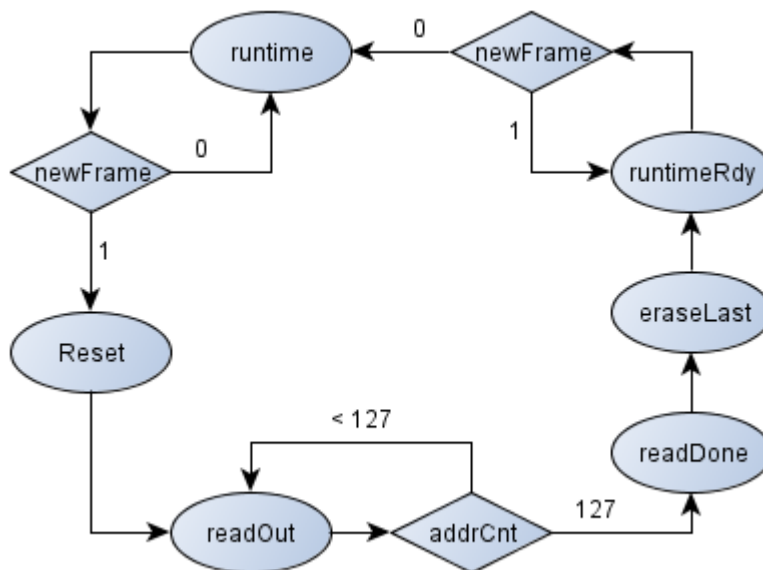 0
runtime
newFrame
1
0
newFrame
runtimeRdy
1
eraseLast
Reset
< 127
readDone
127
readOut
addrCnt